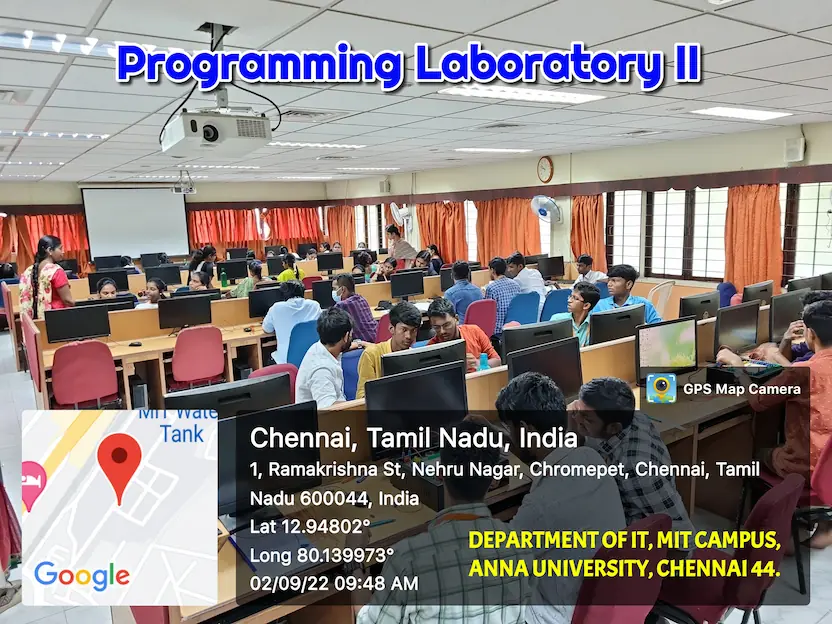 Programming Laboratory II
GPS Map Camera
MIT Wate
Tank
Google
Chennai, Tamil Nadu, India
1, Ramakrishna St, Nehru Nagar, Chromepet, Chennai, Tamil
Nadu 600044, India
Lat 12.94802°
Long 80.139973°
02/09/22 09:48 AM
DEPARTMENT OF IT, MIT CAMPUS,
ANNA UNIVERSITY, CHENNAI 44.